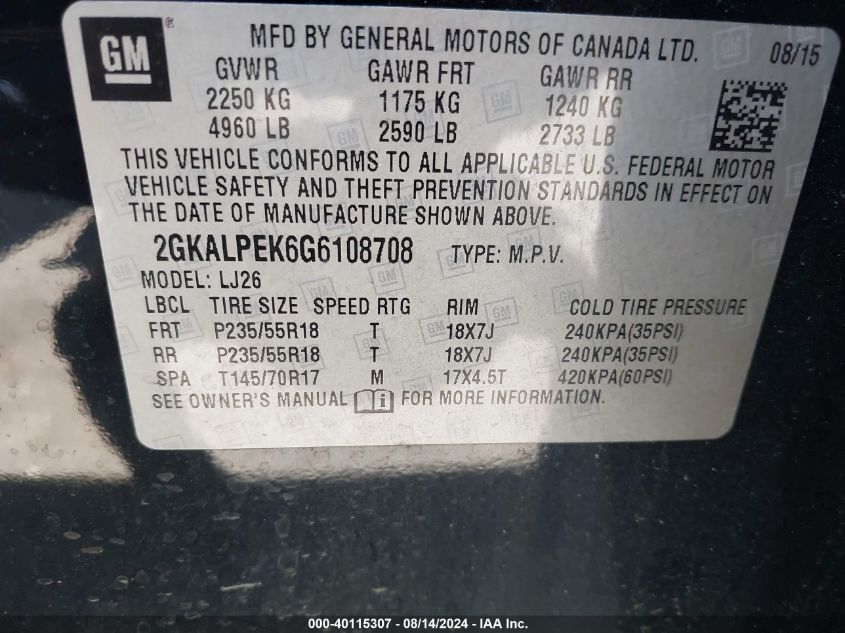 GM ® MFD BY GENERAL MOTORS OF CANADA LTD. 08/15
GVWR GAWR FRT GAWR RR
2250 KG 1175 KG 1240 KG
4960 LB 2590 LB 2733 LB
THIS VEHICLE CONFORMS TO ALL APPLICABLE U.S. FEDERAL MOTOR
VEHICLE SAFETY AND THEFT PREVENTION STANDARDS IN EFFECT ON
THE DATE OF MANUFACTURE SHOWN ABOVE.
2GKALPEK6G6108708 TYPE: M.P.V.
MODEL: LJ26
LBCL TIRE SIZE SPEED RTG RIM COLD TIRE PRESSURE
FRT P235/55R18 T 18X7J 240KPA(35PSI)
RR P235/55R18 T 18X7J 240KPA(35PSI)
SPA T145/70R17 M 17X4.5T 420KPA(60PSI)
SEE OWNER'S MANUAL i FOR MORE INFORMATION.
000-40115307 - 08/14/2024 - IAA Inc.